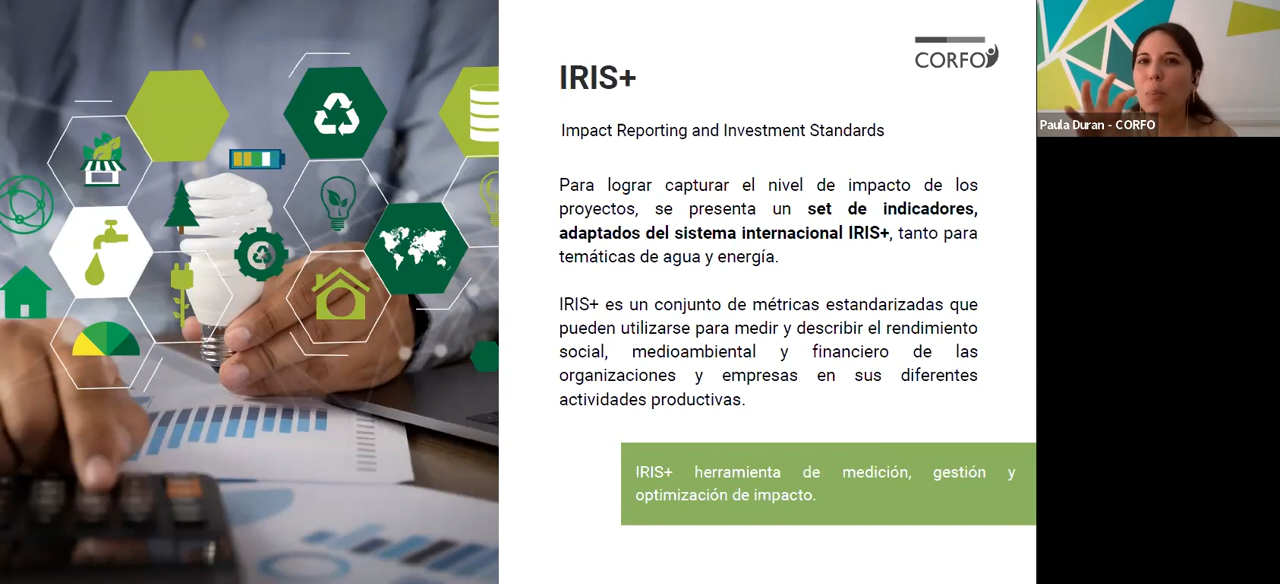 IRIS+
CORFO
Impact Reporting and Investment Standards
Para lograr capturar el nivel de impacto de los
proyectos, se presenta un set de indicadores,
adaptados del sistema internacional IRIS+, tanto para
temáticas de agua y energía.
IRIS+ es un conjunto de métricas estandarizadas que
pueden utilizarse para medir y describir el rendimiento
social, medioambiental y financiero de las
organizaciones y empresas en sus diferentes
actividades productivas.
IRIS+ herramienta de medición, gestión y
optimización de impacto.
Paula Duran - CORFO